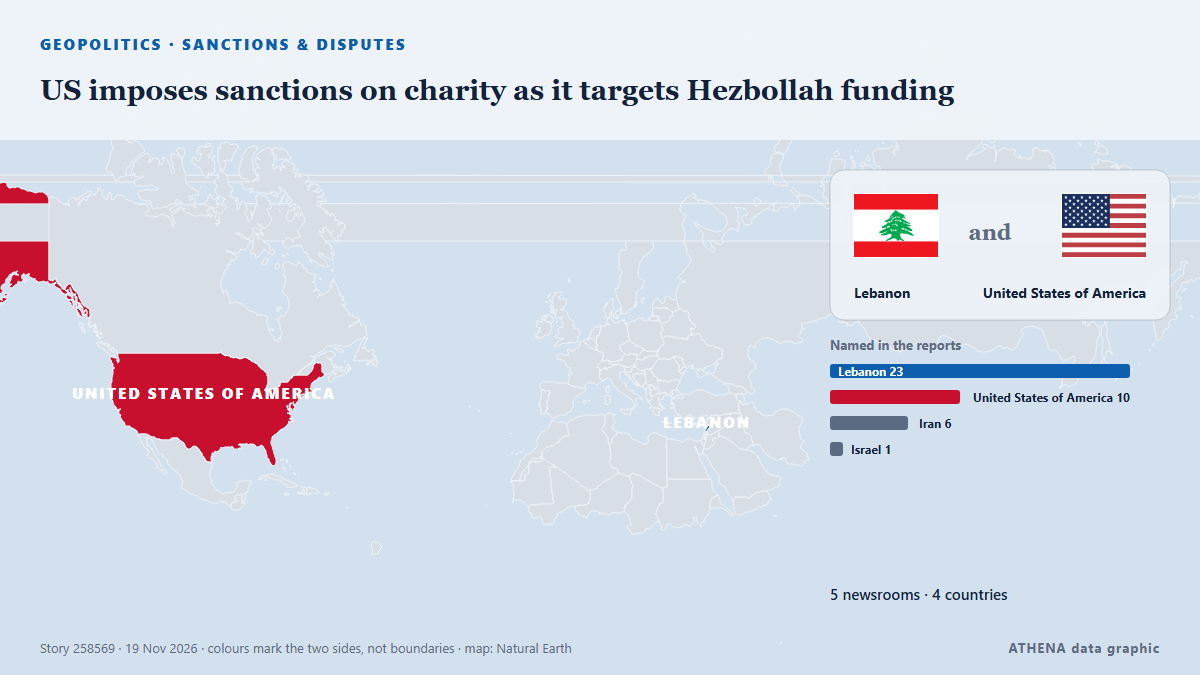 GEOPOLITICS · SANCTIONS & DISPUTES
US imposes sanctions on charity as it targets Hezbollah funding
and
Lebanon
United States of America
Named in the reports
Lebanon 23
United States of America 10
Iran 6
Israel 1
UNITED STATES OF AMERICA
LEBANON
5 newsrooms · 4 countries
Story 258569 · 19 Nov 2026 · colours mark the two sides, not boundaries · map: Natural Earth
ATHENA data graphic